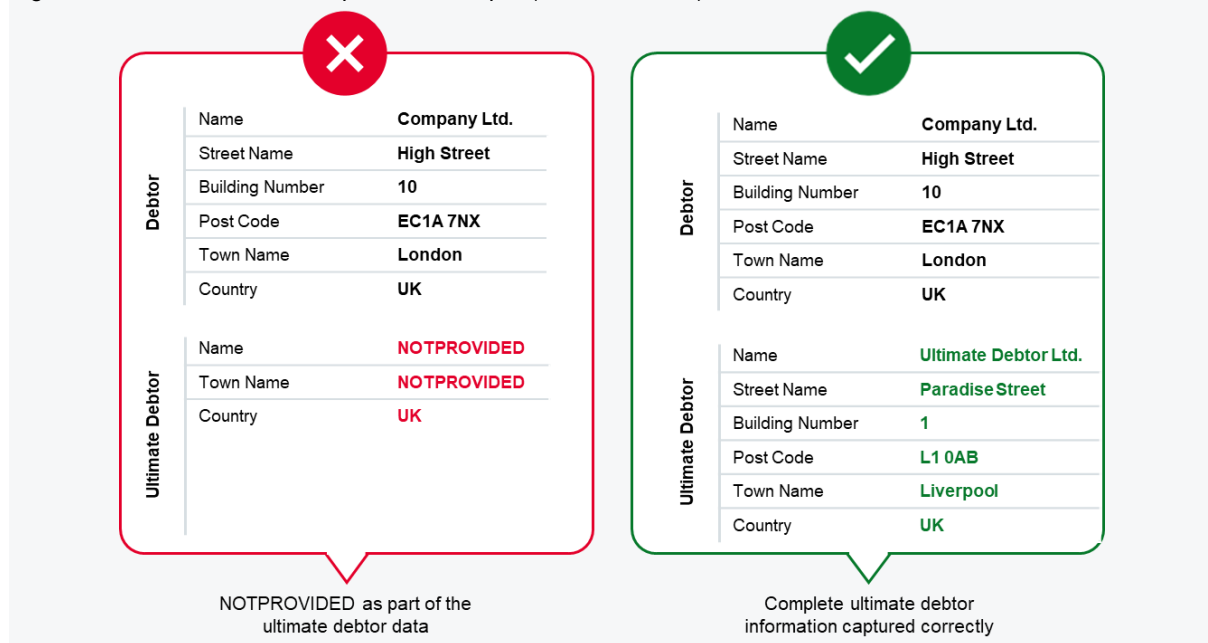 Debtor
Name Company Ltd.
Street Name High Street
Building Number 10
Post Code EC1A 7NX
Town Name London
Country UK
Ultimate Debtor
Name NOTPROVIDED
Town Name NOTPROVIDED
Country UK
NOTPROVIDED as part of the
ultimate debtor data
Debtor
Name Company Ltd.
Street Name High Street
Building Number 10
Post Code EC1A 7NX
Town Name London
Country UK
Ultimate Debtor
Name Ultimate Debtor Ltd.
Street Name Paradise Street
Building Number 1
Post Code L1 0AB
Town Name Liverpool
Country UK
Complete ultimate debtor
information captured correctly